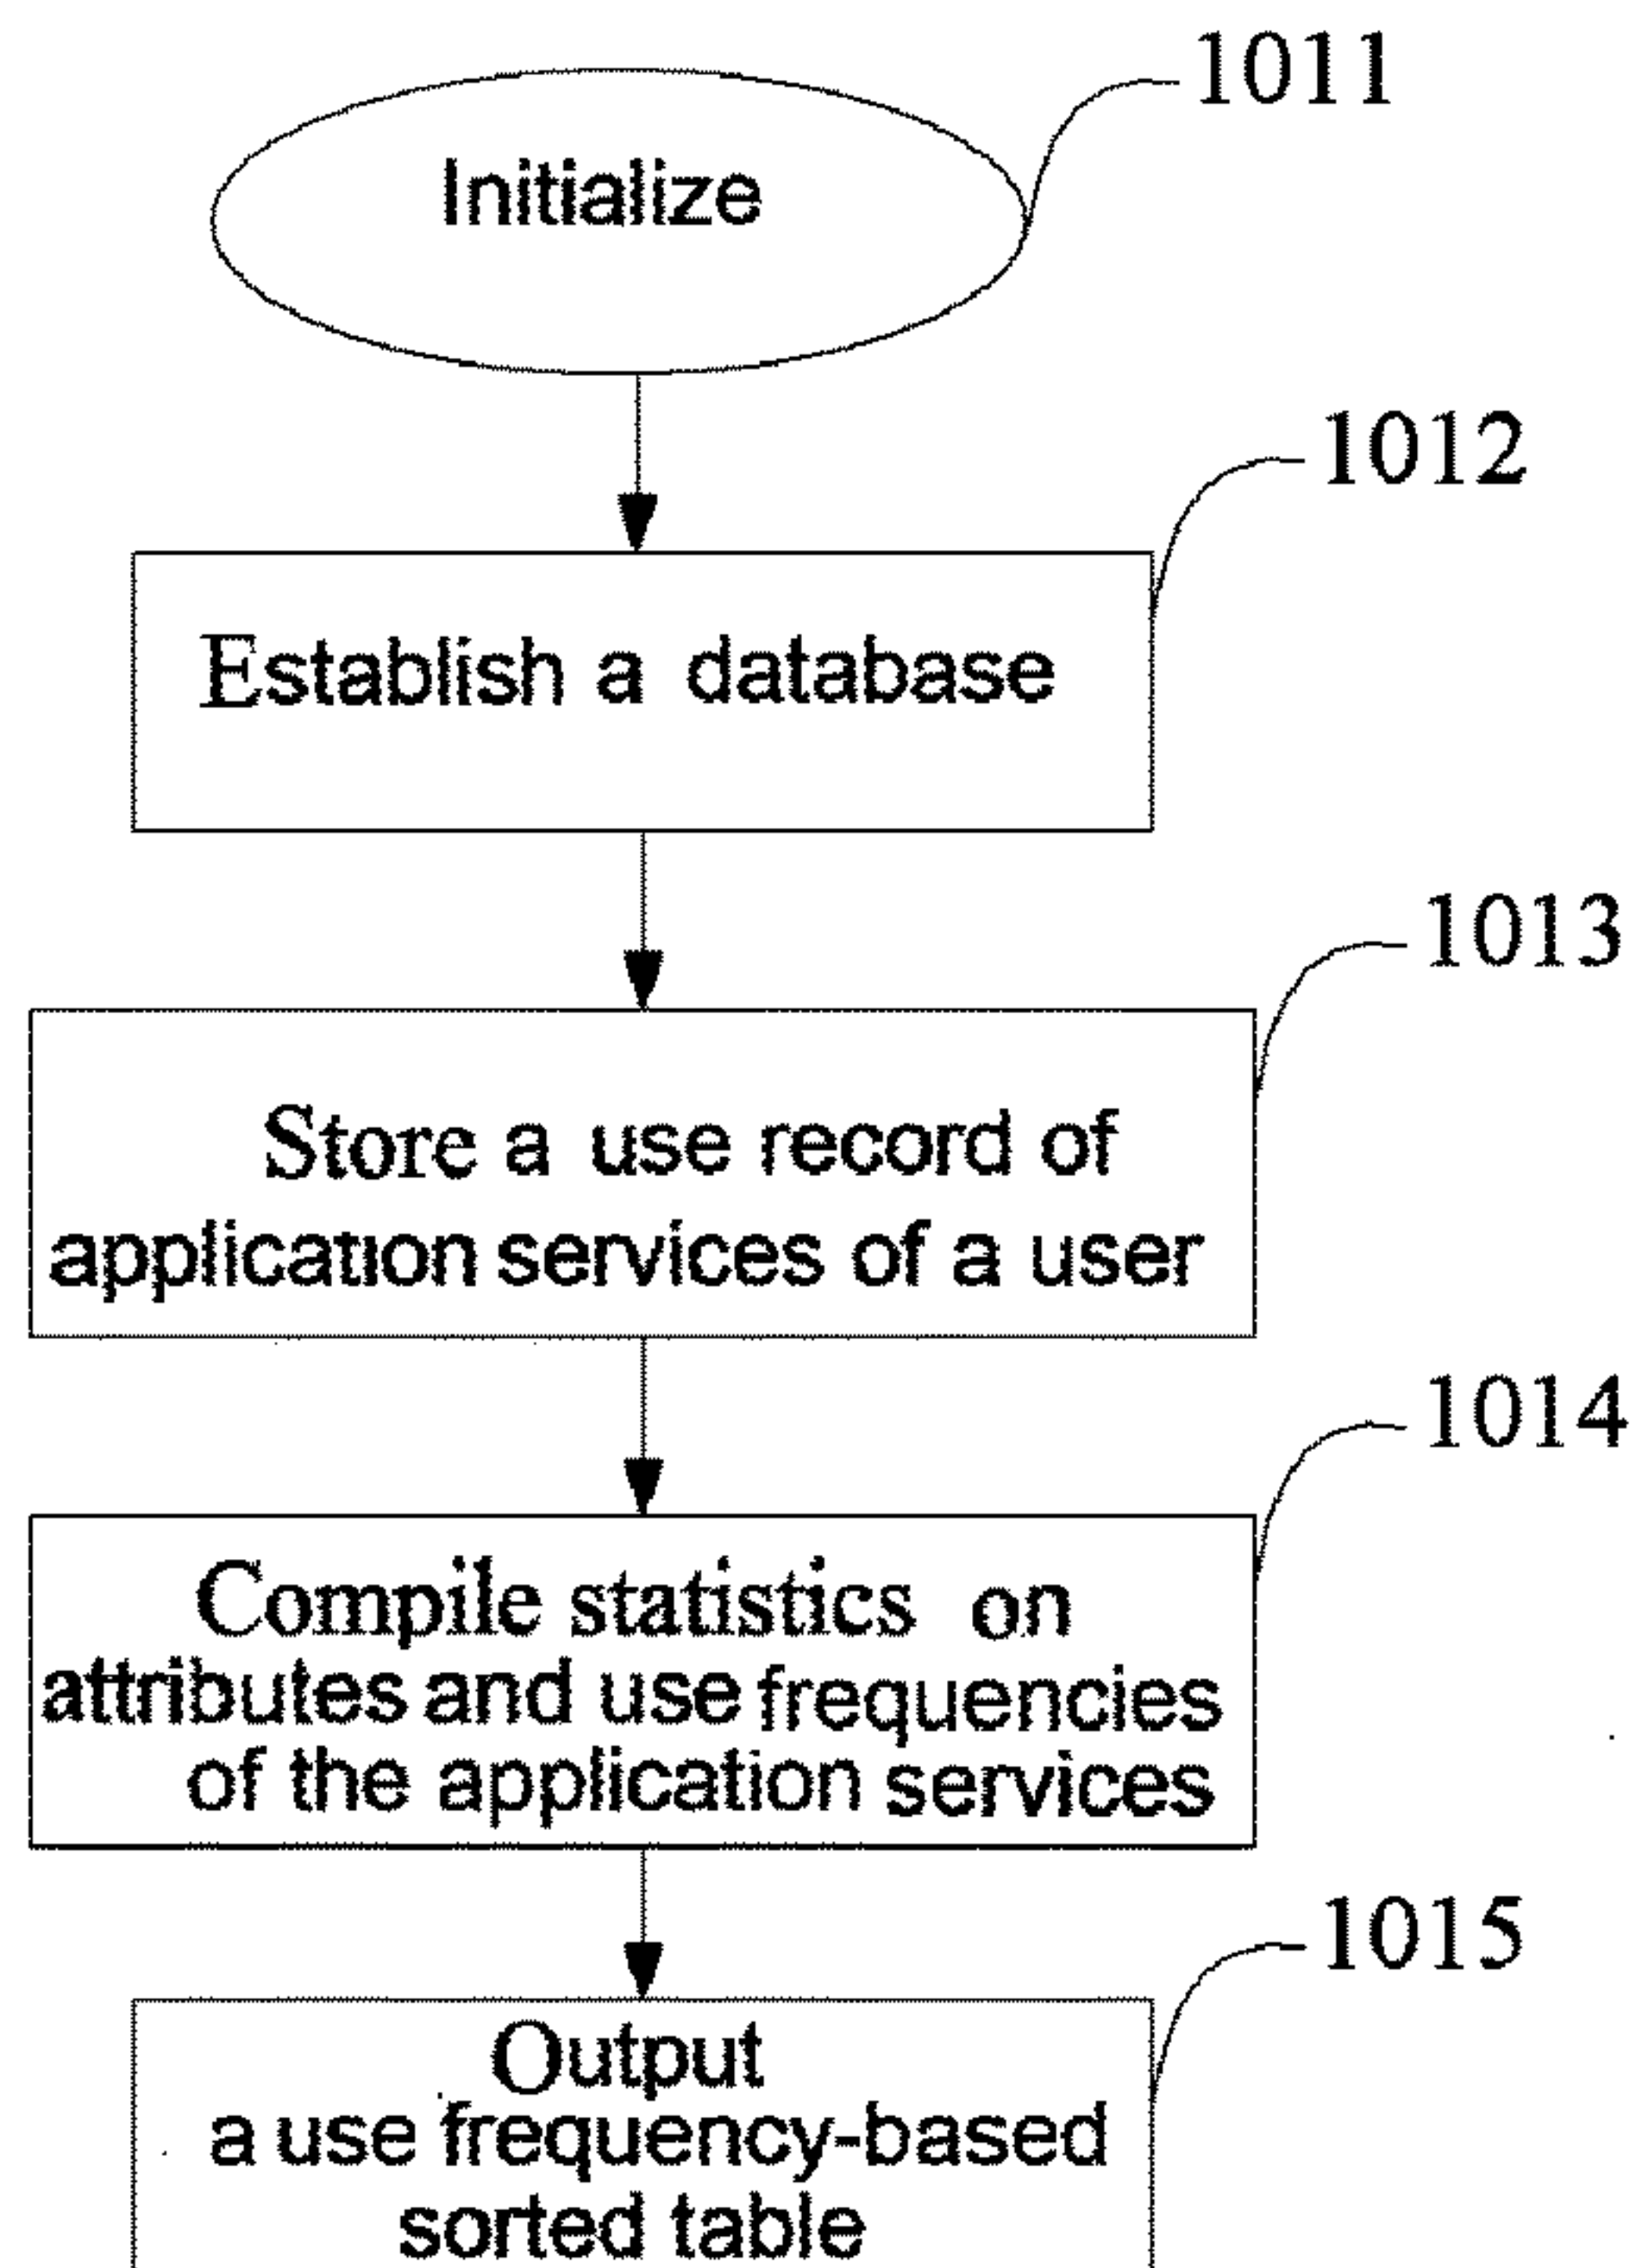 1011
Initialize
1012
Establish a database
1013
Store a use record of
application services of a user
1014
Compile statistics on
attributes and use frequencies
of the application services
1015
Output
a use frequency-based
sorted table